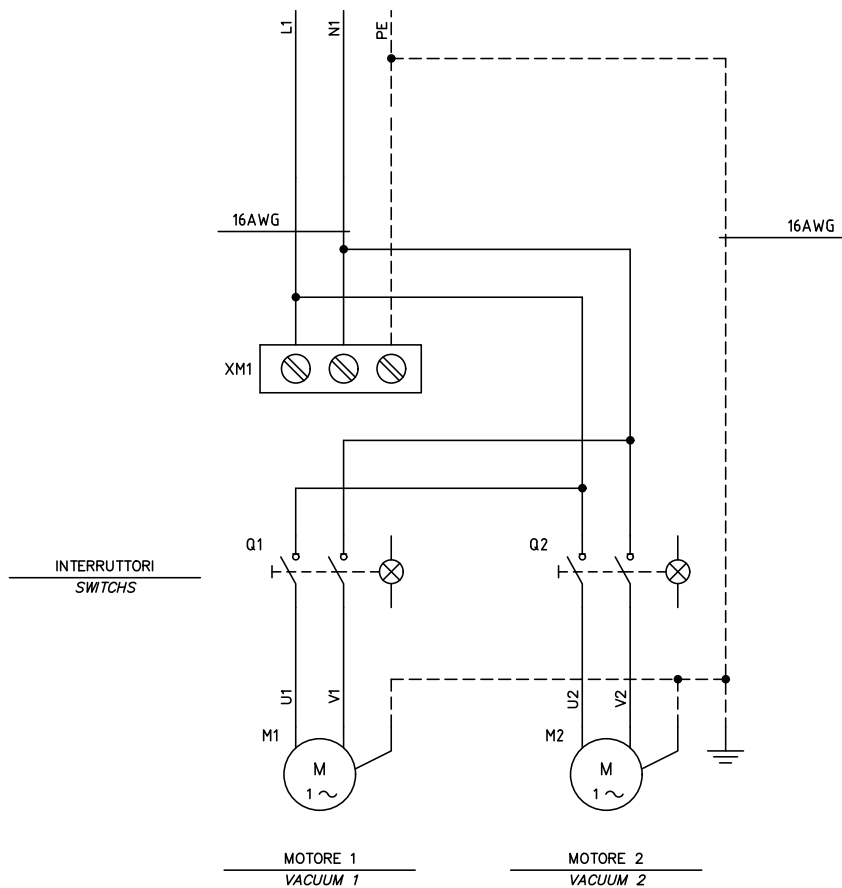 L1
N1
PE
16AWG
16AWG
XM1
Q1
Q2
INTERRUTTORI
SWITCHS
U1
V1
U2
V2
M1
M2
M
1～
M
1～
MOTORE 1
VACUUM 1
MOTORE 2
VACUUM 2